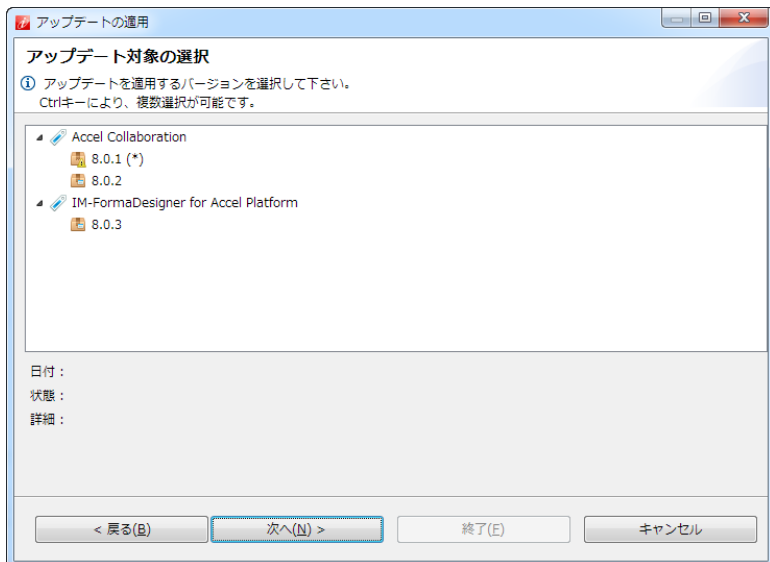 アップデートの適用
アップデート対象の選択
アップデートを適用するバージョンを選択して下さい。
Ctrlキーにより、複数選択が可能です。
Accel Collaboration
8.0.1 (*)
8.0.2
IM-FormaDesigner for Accel Platform
8.0.3
日付：
状態：
詳細：
< 戻る(B) 次へ(N) > 終了(F) キャンセル